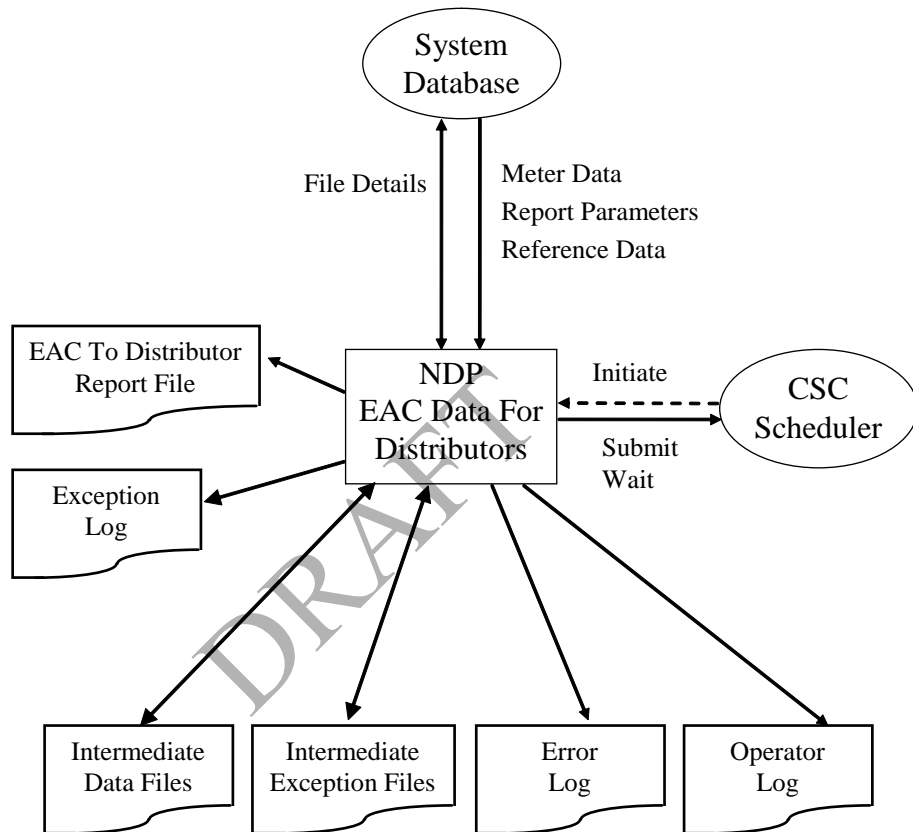 System
Database
File Details
Meter Data
Report Parameters
Reference Data
EAC To Distributor
Report File
NDP
EAC Data For
Distributors
Initiate
CSC
Scheduler
Submit
Wait
Exception
Log
DRAFT
Intermediate
Data Files
Intermediate
Exception Files
Error
Log
Operator
Log